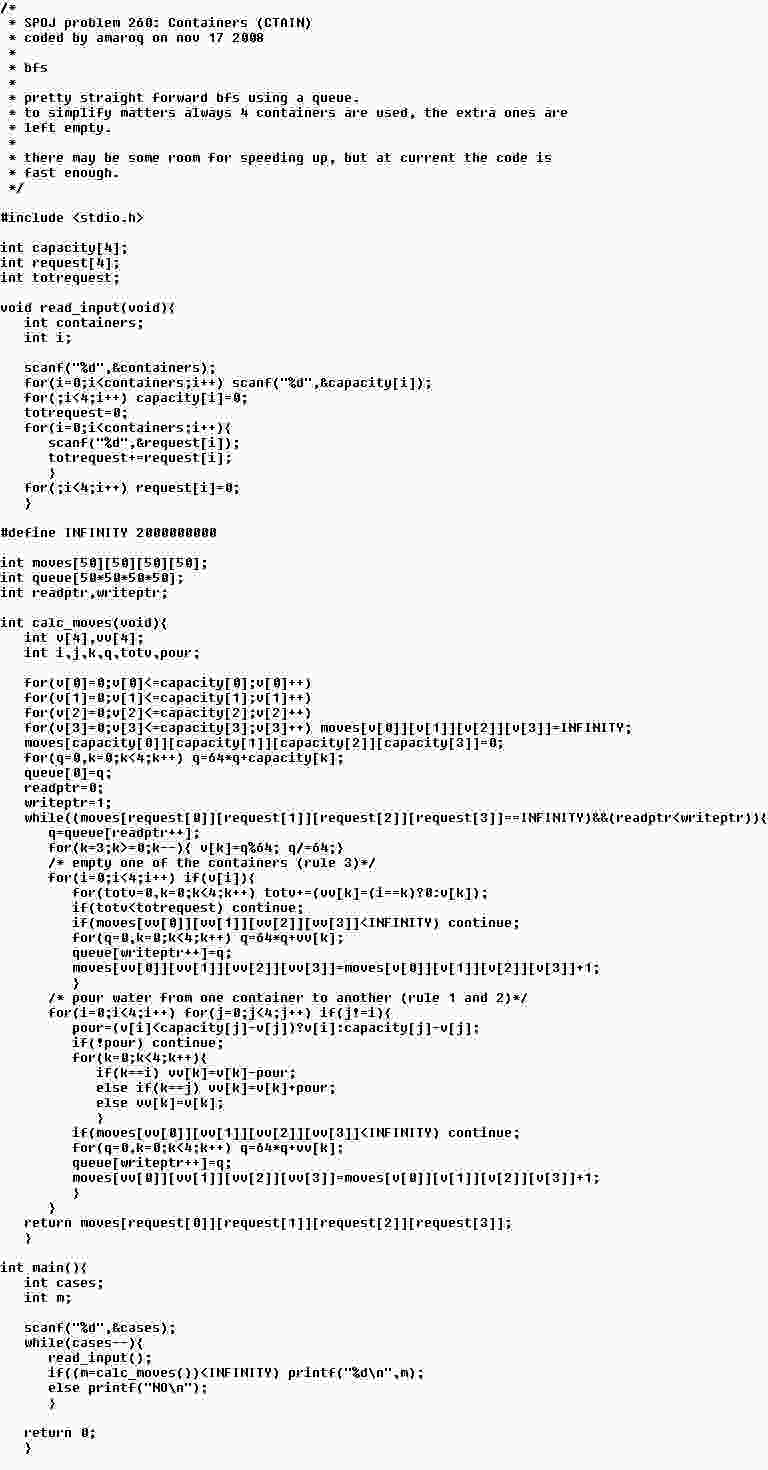 /*
 * SPOJ problem 260: Containers (CTAIN)
 * coded by amaroq on nov 17 2008
 *
 * bfs
 *
 * pretty straight forward bfs using a queue.
 * to simplify matters always 4 containers are used, the extra ones are
 * left empty.
 *
 * there may be some room for speeding up, but at current the code is
 * fast enough.
 */

#include <stdio.h>

int capacity[4];
int request[4];
int totrequest;

void read_input(void){
   int containers;
   int i;

   scanf("%d",&containers);
   for(i=0;i<containers;i++) scanf("%d",&capacity[i]);
   for(;i<4;i++) capacity[i]=0;
   totrequest=0;
   for(i=0;i<containers;i++){
      scanf("%d",&request[i]);
      totrequest+=request[i];
      }
   for(;i<4;i++) request[i]=0;
   }

#define INFINITY 2000000000

int moves[50][50][50][50];
int queue[50*50*50*50];
int readptr,writeptr;

int calc_moves(void){
   int v[4],vv[4];
   int i,j,k,q,totv,pour;

   for(v[0]=0;v[0]<=capacity[0];v[0]++)
   for(v[1]=0;v[1]<=capacity[1];v[1]++)
   for(v[2]=0;v[2]<=capacity[2];v[2]++)
   for(v[3]=0;v[3]<=capacity[3];v[3]++) moves[v[0]][v[1]][v[2]][v[3]]=INFINITY;
   moves[capacity[0]][capacity[1]][capacity[2]][capacity[3]]=0;
   for(q=0,k=0;k<4;k++) q=64*q+capacity[k];
   queue[0]=q;
   readptr=0;
   writeptr=1;
   while((moves[request[0]][request[1]][request[2]][request[3]]==INFINITY)&&(readptr<writeptr)){
      q=queue[readptr++];
      for(k=3;k>=0;k--){ v[k]=q%64; q/=64;}
      /* empty one of the containers (rule 3)*/
      for(i=0;i<4;i++) if(v[i]){
         for(totv=0,k=0;k<4;k++) totv+=(vv[k]=(i==k)?0:v[k]);
         if(totv<totrequest) continue;
         if(moves[vv[0]][vv[1]][vv[2]][vv[3]]<INFINITY) continue;
         for(q=0,k=0;k<4;k++) q=64*q+vv[k];
         queue[writeptr++]=q;
         moves[vv[0]][vv[1]][vv[2]][vv[3]]=moves[v[0]][v[1]][v[2]][v[3]]+1;
         }
      /* pour water from one container to another (rule 1 and 2)*/
      for(i=0;i<4;i++) for(j=0;j<4;j++) if(j!=i){
         pour=(v[i]<capacity[j]-v[j])?v[i]:capacity[j]-v[j];
         if(!pour) continue;
         for(k=0;k<4;k++){
            if(k==i) vv[k]=v[k]-pour;
            else if(k==j) vv[k]=v[k]+pour;
            else vv[k]=v[k];
            }
         if(moves[vv[0]][vv[1]][vv[2]][vv[3]]<INFINITY) continue;
         for(q=0,k=0;k<4;k++) q=64*q+vv[k];
         queue[writeptr++]=q;
         moves[vv[0]][vv[1]][vv[2]][vv[3]]=moves[v[0]][v[1]][v[2]][v[3]]+1;
         }
      }
   return moves[request[0]][request[1]][request[2]][request[3]];
   }

int main(){
   int cases;
   int m;

   scanf("%d",&cases);
   while(cases--){
      read_input();
      if((m=calc_moves())<INFINITY) printf("%d\n",m);
      else printf("NO\n");
      }

   return 0;
   }